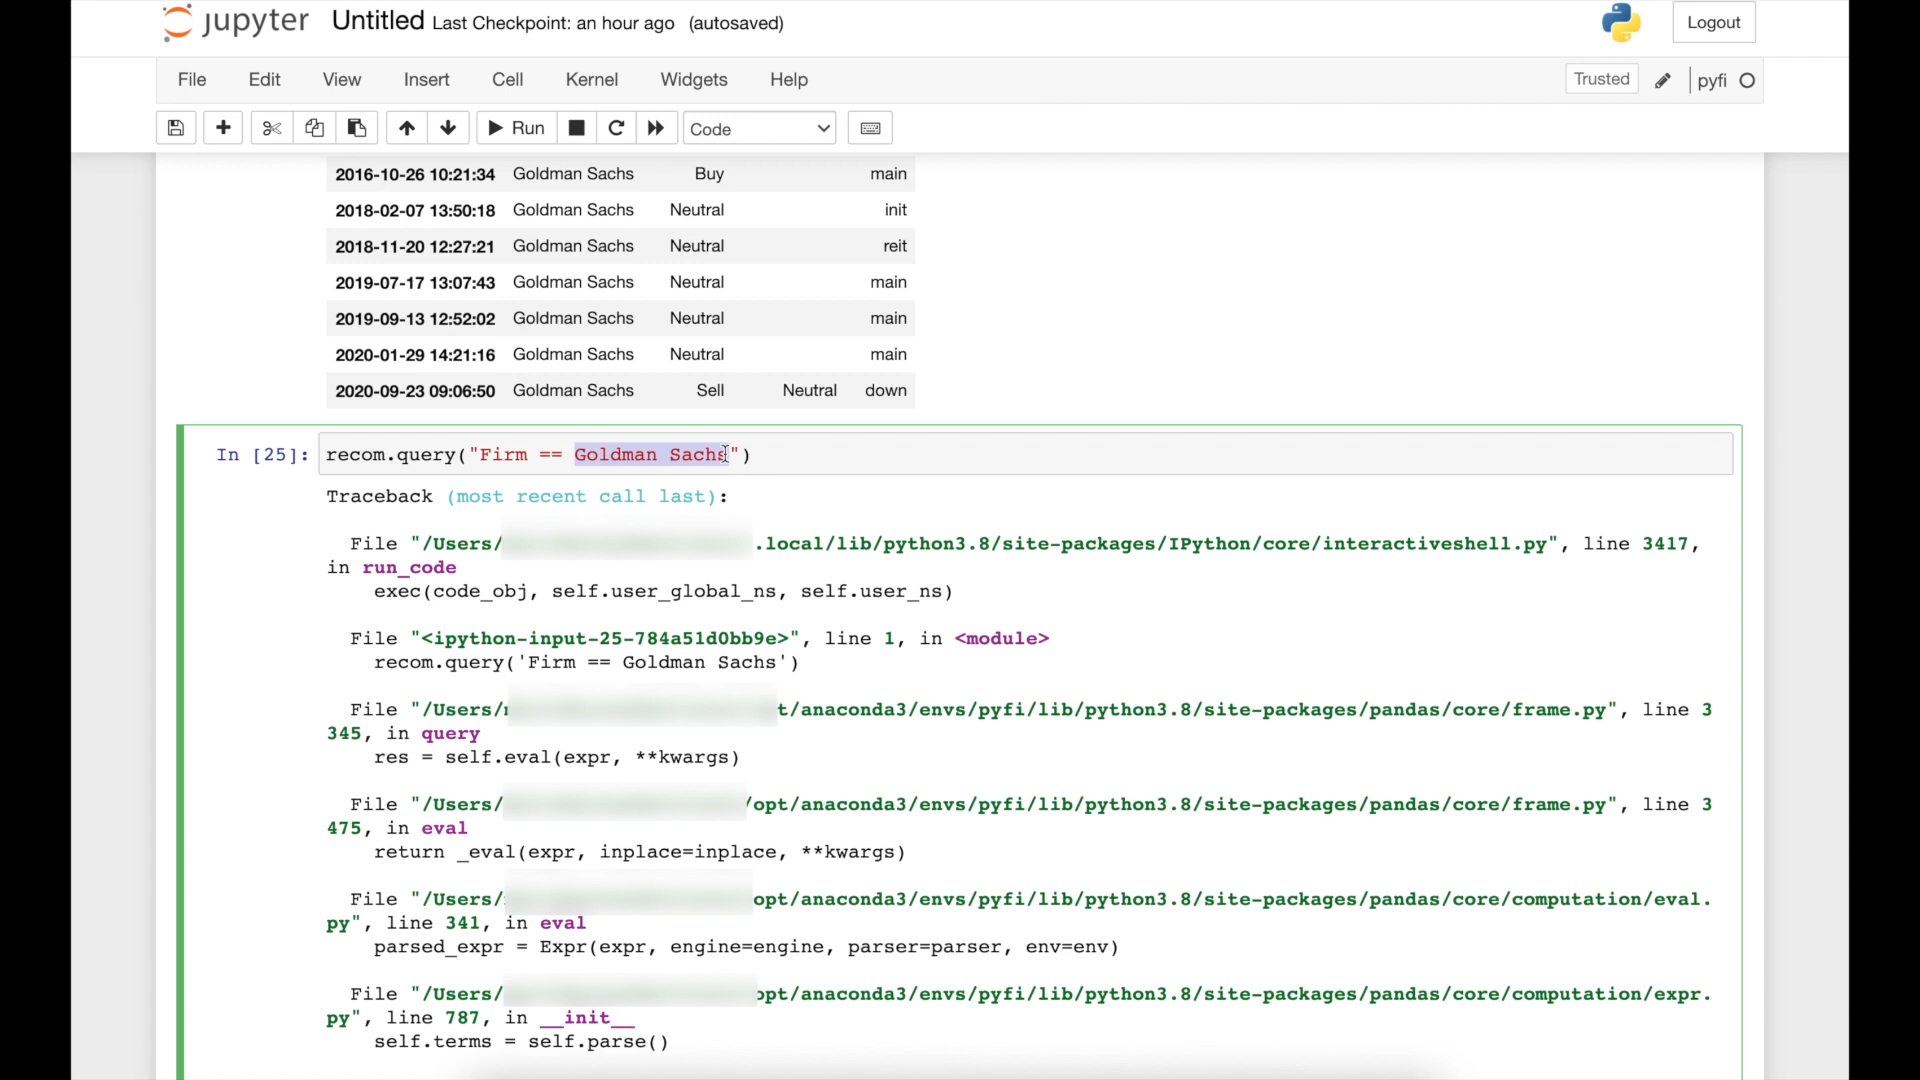 jupyter Untitled Last Checkpoint: an hour ago (autosaved) Logout
File Edit View Insert Cell Kernel Widgets Help Trusted pyfi
Run Code
2016-10-26 10:21:34 Goldman Sachs Buy main
2018-02-07 13:50:18 Goldman Sachs Neutral init
2018-11-20 12:27:21 Goldman Sachs Neutral reit
2019-07-17 13:07:43 Goldman Sachs Neutral main
2019-09-13 12:52:02 Goldman Sachs Neutral main
2020-01-29 14:21:16 Goldman Sachs Neutral main
2020-09-23 09:06:50 Goldman Sachs Sell Neutral down
In [25]: recom.query("Firm == Goldman Sachs")
Traceback (most recent call last):
File "/Users/ .local/lib/python3.8/site-packages/IPython/core/interactiveshell.py", line 3417,
in run_code
exec(code_obj, self.user_global_ns, self.user_ns)
File "<ipython-input-25-784a51d0bb9e>", line 1, in <module>
recom.query('Firm == Goldman Sachs')
File "/Users/ t/anaconda3/envs/pyfi/lib/python3.8/site-packages/pandas/core/frame.py", line 3
345, in query
res = self.eval(expr, **kwargs)
File "/Users/ /opt/anaconda3/envs/pyfi/lib/python3.8/site-packages/pandas/core/frame.py", line 3
475, in eval
return _eval(expr, inplace=inplace, **kwargs)
File "/Users/ opt/anaconda3/envs/pyfi/lib/python3.8/site-packages/pandas/core/computation/eval.
py", line 341, in eval
parsed_expr = Expr(expr, engine=engine, parser=parser, env=env)
File "/Users/ opt/anaconda3/envs/pyfi/lib/python3.8/site-packages/pandas/core/computation/expr.
py", line 787, in __init__
self.terms = self.parse()